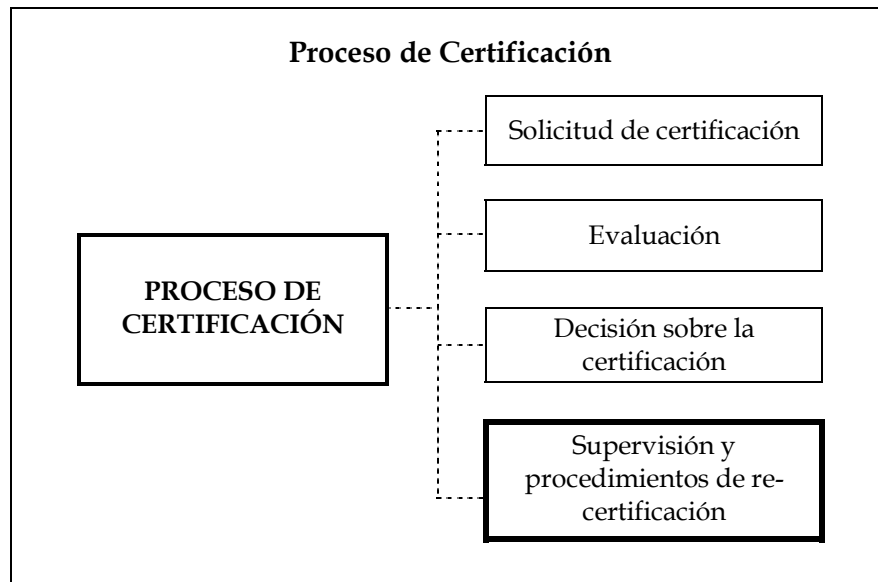 Proceso de Certificación
Solicitud de certificación
Evaluación
PROCESO DE
CERTIFICACIÓN
Decisión sobre la
certificación
Supervisión y
procedimientos de re-
certificación